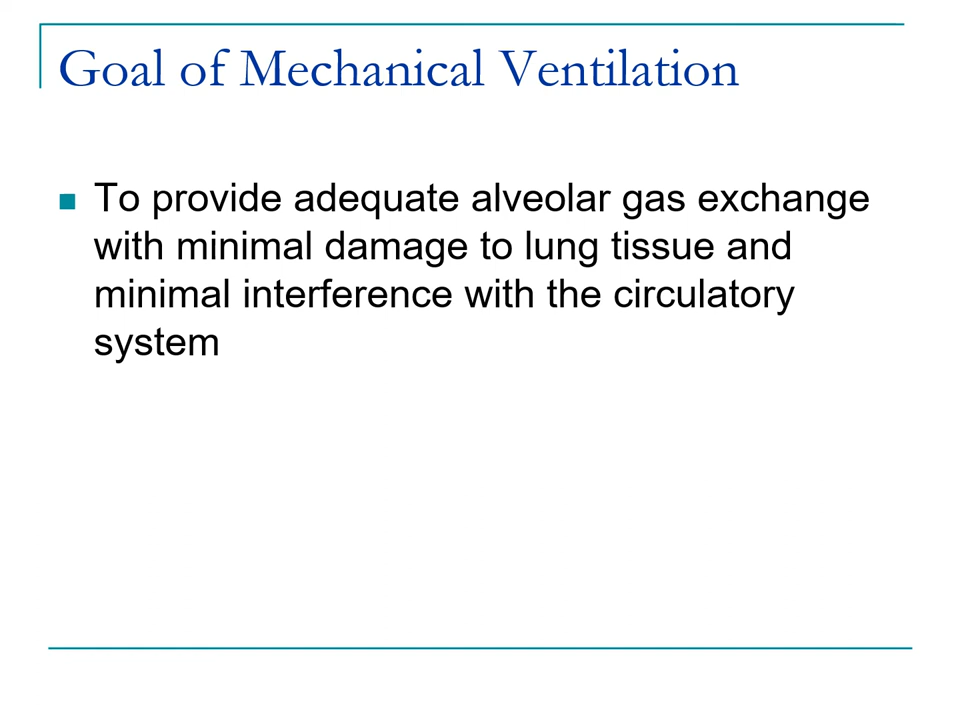 Goal of Mechanical Ventilation
To provide adequate alveolar gas exchange
with minimal damage to lung tissue and
minimal interference with the circulatory
system